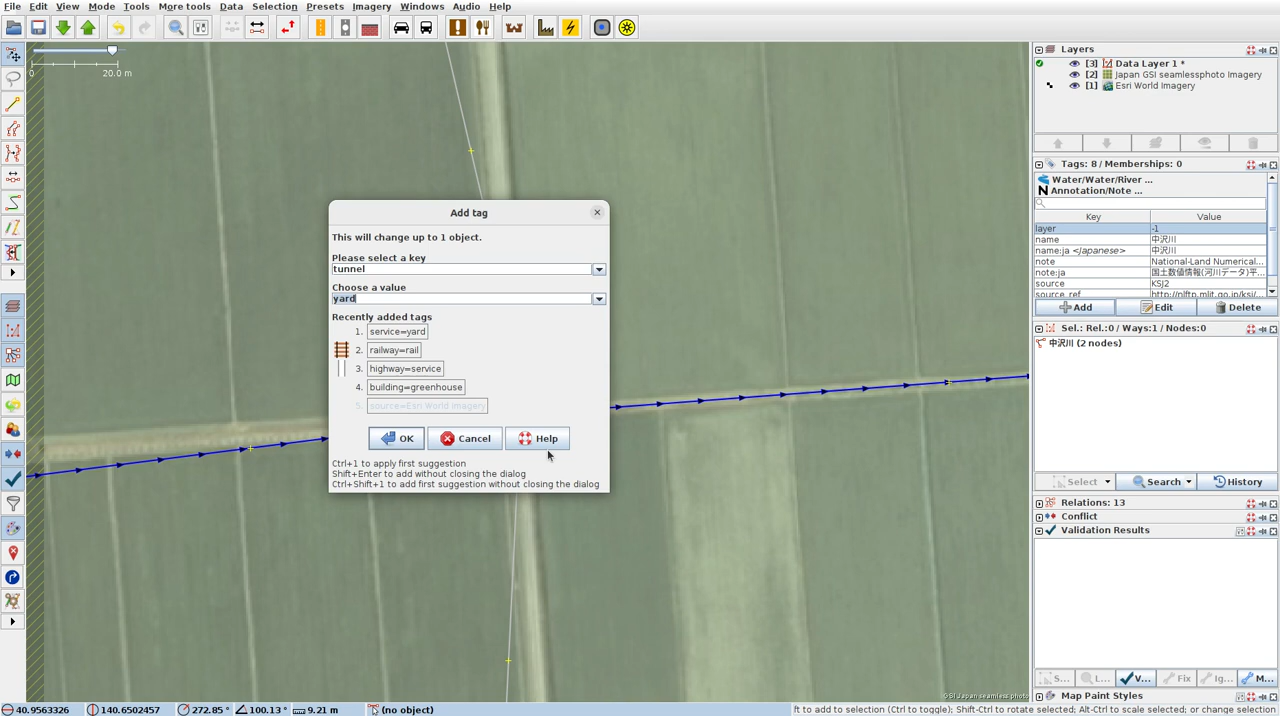 File Edit View Mode Tools More tools Data Selection Presets Imagery Windows Audio Help
0 20.0 m
Layers
[3] Data Layer 1 *
[2] Japan GSI seamlessphoto Imagery
[1] Esri World Imagery
Tags: 8 / Memberships: 0
Water/Water/River ...
Annotation/Note ...
Key Value
layer -1
name 中沢川
name:ja </Japanese> 中沢川
note National-Land Numerical...
note:ja 国土数値情報(河川データ)平...
source KSJ2
source_ref http://nlftp.mlit.go.jp/ksj/...
Add Edit Delete
Sel.: Rel.:0 / Ways:1 / Nodes:0
中沢川 (2 nodes)
Select Search History
Relations: 13
Conflict
Validation Results
S... L... V... Fix Ig... M...
Map Paint Styles
Add tag
This will change up to 1 object.
Please select a key
tunnel
Choose a value
yard
Recently added tags
1. service=yard
2. railway=rail
3. highway=service
4. building=greenhouse
5. source=Esri World Imagery
OK Cancel Help
Ctrl+1 to apply first suggestion
Shift+Enter to add without closing the dialog
Ctrl+Shift+1 to add first suggestion without closing the dialog
GSI Japan seamless photo
40.9563326 140.6502457 272.85 ° 100.13° 9.21 m (no object) ft to add to selection (Ctrl to toggle); Shift-Ctrl to rotate selected; Alt-Ctrl to scale selected; or change selection